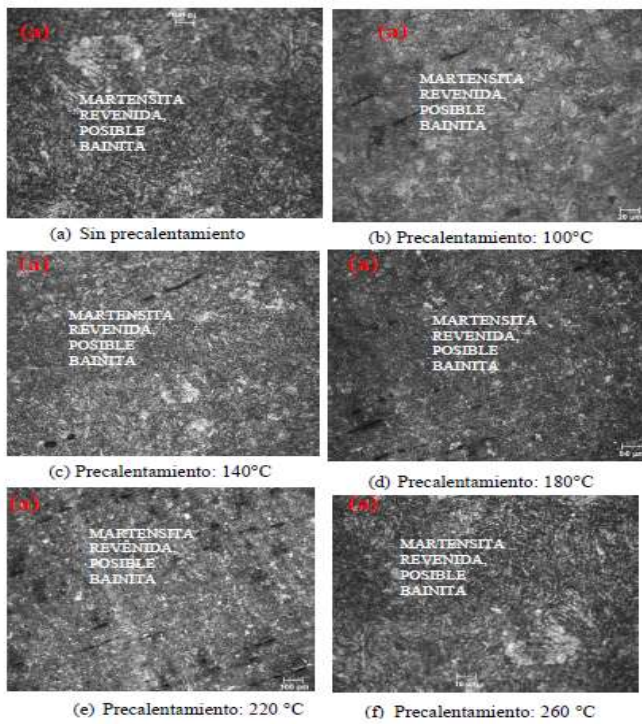 (a)
MARTENSITA
REVENIDA,
POSIBLE
BAINITA
(a) Sin precalentamiento
(a)
MARTENSITA
REVENIDA,
POSIBLE
BAINITA
(b) Precalentamiento: 100°C
(a)
MARTENSITA
REVENIDA,
POSIBLE
BAINITA
(c) Precalentamiento: 140°C
(a)
MARTENSITA
REVENIDA,
POSIBLE
BAINITA
(d) Precalentamiento: 180°C
(a)
MARTENSITA
REVENIDA,
POSIBLE
BAINITA
(e) Precalentamiento: 220 °C
(a)
MARTENSITA
REVENIDA,
POSIBLE
BAINITA
(f) Precalentamiento: 260 °C